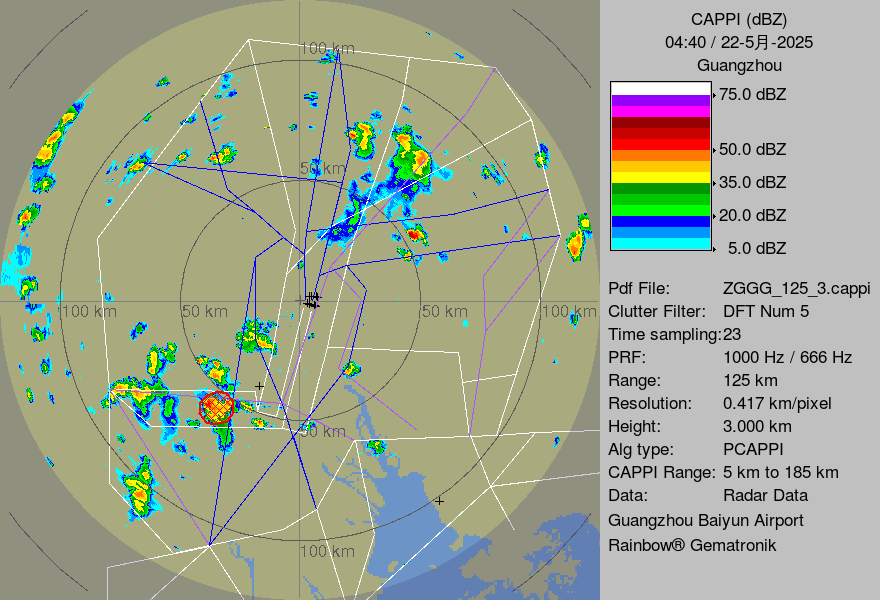 CAPPI (dBZ)
04:40 / 22-5月-2025
Guangzhou
75.0 dBZ
50.0 dBZ
35.0 dBZ
20.0 dBZ
5.0 dBZ
Pdf File: ZGGG_125_3.cappi
Clutter Filter: DFT Num 5
Time sampling:23
PRF: 1000 Hz / 666 Hz
Range: 125 km
Resolution: 0.417 km/pixel
Height: 3.000 km
Alg type: PCAPPI
CAPPI Range: 5 km to 185 km
Data: Radar Data
Guangzhou Baiyun Airport
Rainbow® Gematronik
100 km
50 km
100 km
50 km
50 km
100 km
50 km
100 km